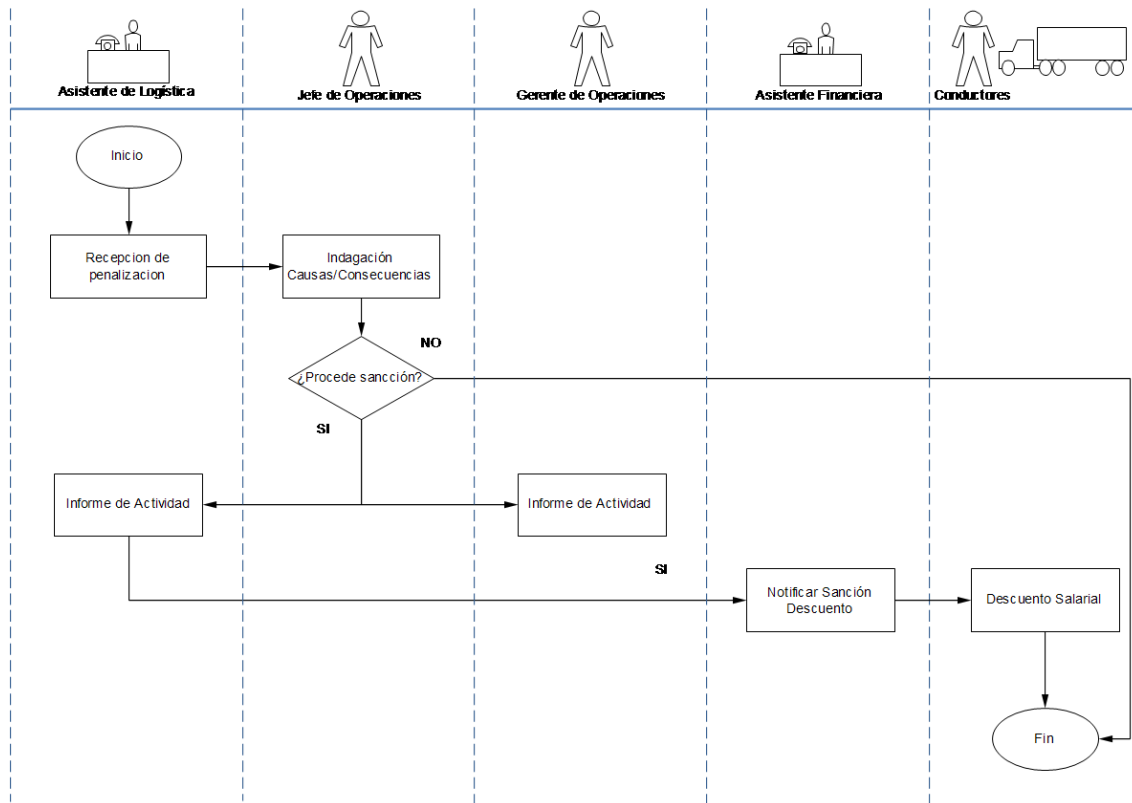 Asistente de Logística
Jefe de Operaciones
Gerente de Operaciones
Asistente Financiera
Conductores
Inicio
Recepcion de
penalizacion
Indagación
Causas/Consecuencias
NO
¿Procede sancción?
SI
Informe de Actividad
Informe de Actividad
SI
Notificar Sanción
Descuento
Descuento Salarial
Fin